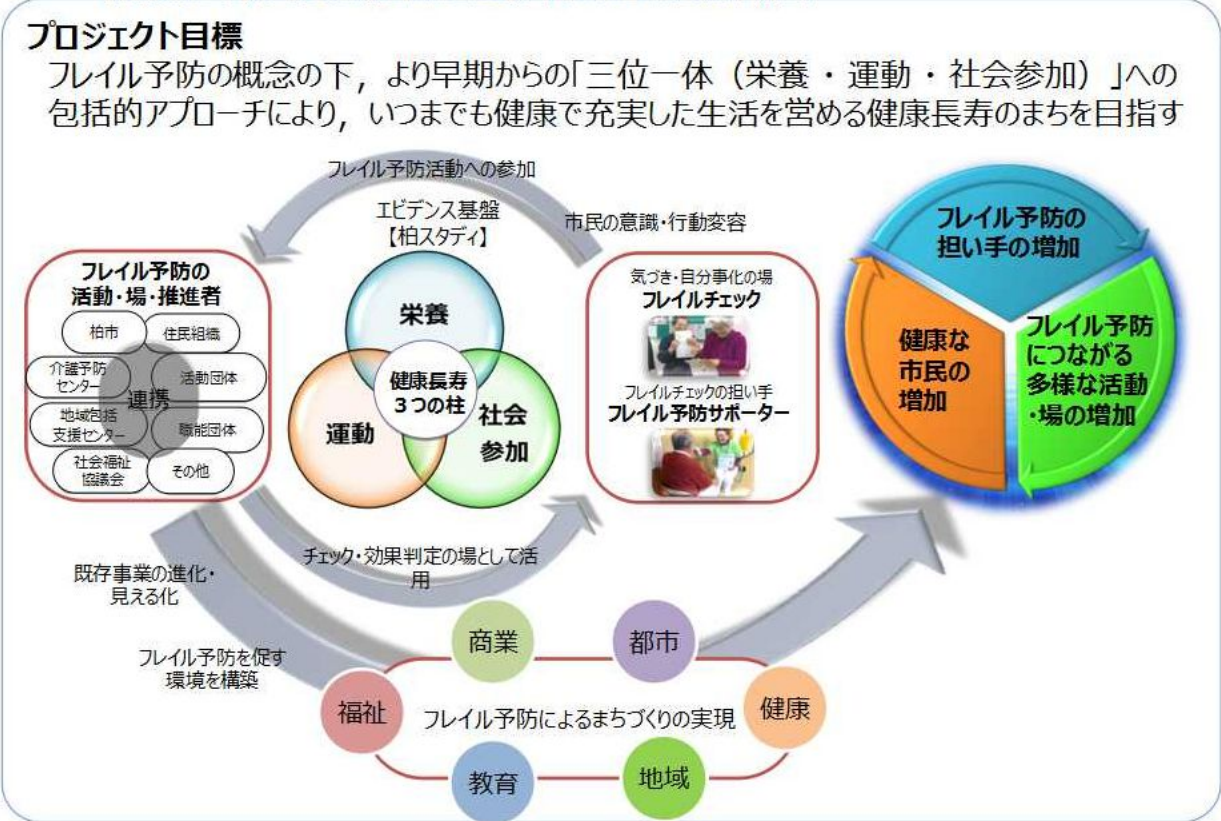 プロジェクト目標
フレイル予防の概念の下，より早期からの「三位一体（栄養・運動・社会参加）」への
包括的アプローチにより，いつまでも健康で充実した生活を営める健康長寿のまちを目指す
フレイル予防活動への参加
エビデンス基盤
【柏スタディ】
市民の意識・行動変容
フレイル予防の
活動・場・推進者
柏市
住民組織
介護予防
センター
活動団体
連携
地域包括
支援センター
職能団体
社会福祉
協議会
その他
栄養
健康長寿
３つの柱
運動
社会
参加
気づき・自分事化の場
フレイルチェック
フレイルチェックの担い手
フレイル予防サポーター
フレイル予防の
担い手の増加
健康な
市民の
増加
フレイル予防
につながる
多様な活動
・場の増加
チェック・効果判定の場として活
用
既存事業の進化・
見える化
フレイル予防を促す
環境を構築
商業
都市
福祉
フレイル予防によるまちづくりの実現
健康
教育
地域